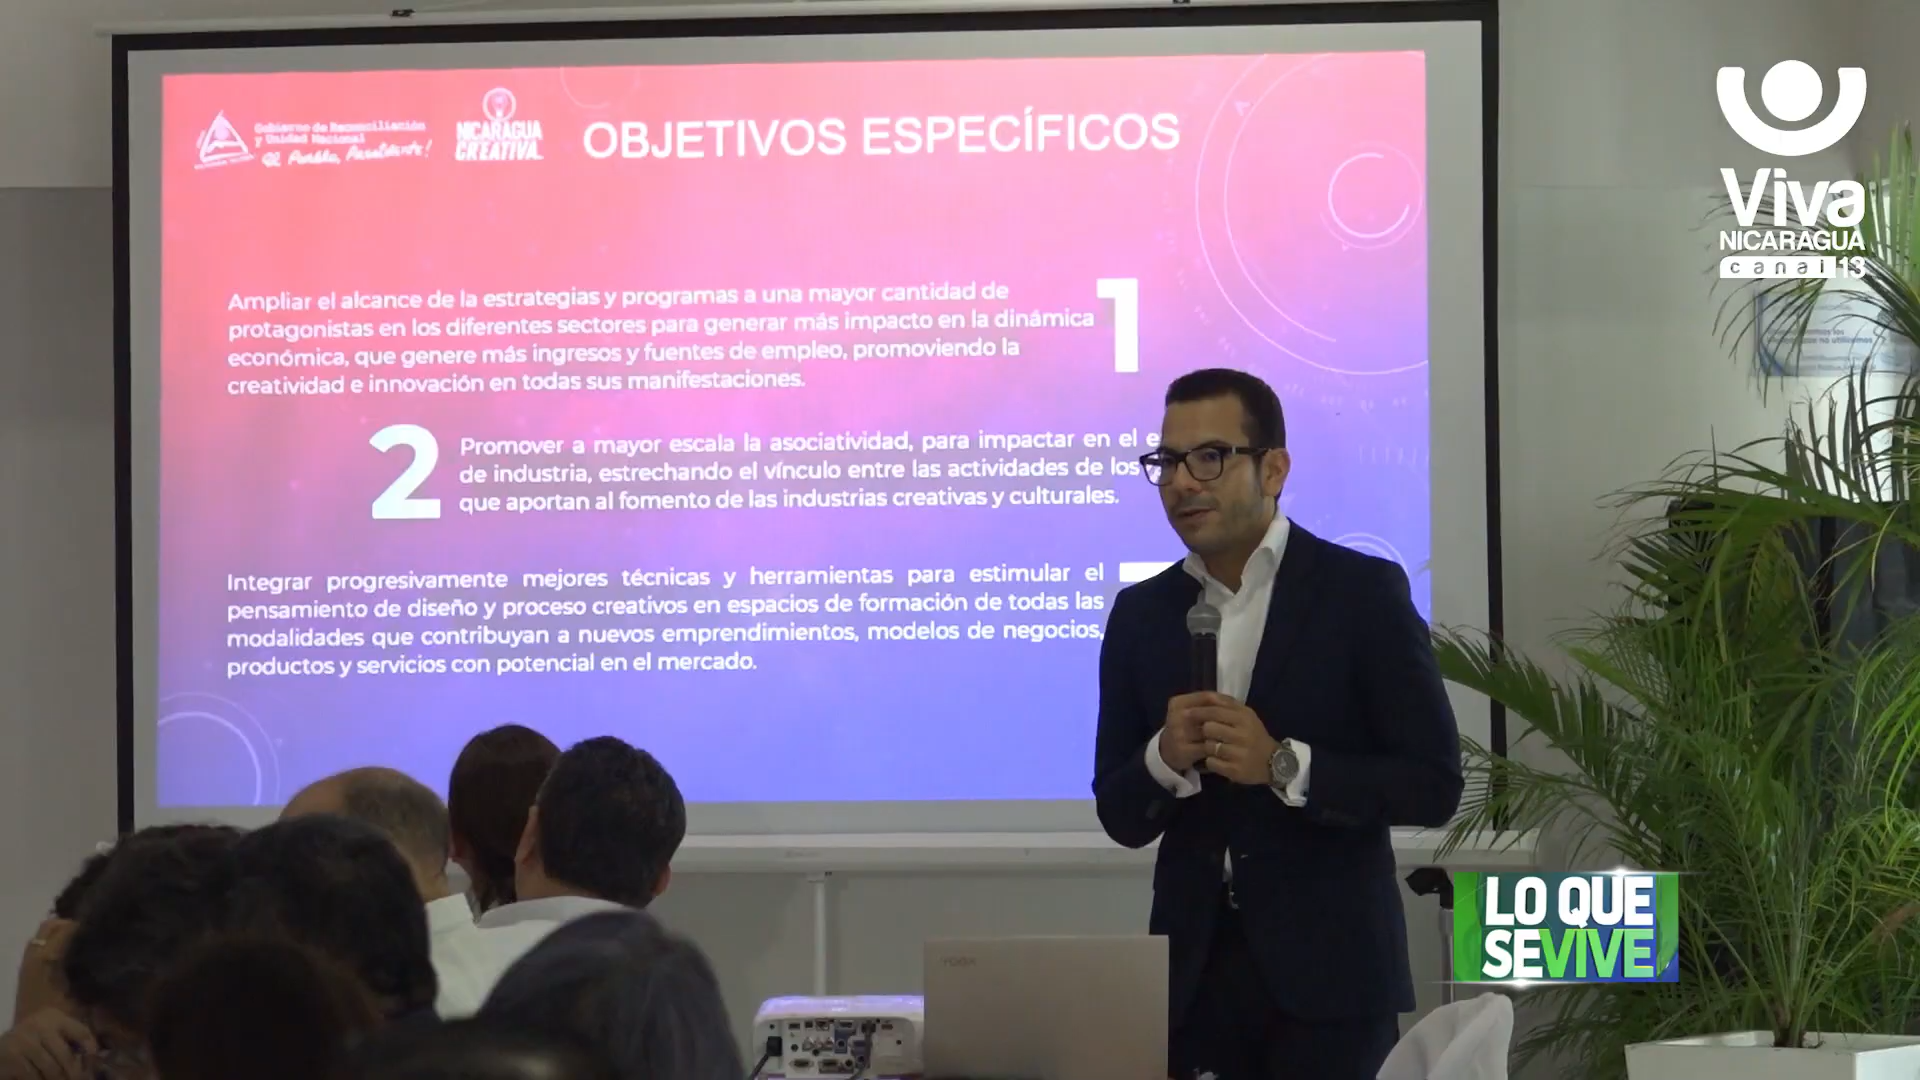 Gobierno de Reconciliación
y Unidad Nacional
El Pueblo, Presidente!
NICARAGUA
CREATIVA
OBJETIVOS ESPECÍFICOS
Ampliar el alcance de la estrategias y programas a una mayor cantidad de
protagonistas en los diferentes sectores para generar más impacto en la dinámica
económica, que genere más ingresos y fuentes de empleo, promoviendo la
creatividad e innovación en todas sus manifestaciones.
1
2
Promover a mayor escala la asociatividad, para impactar en el e
de industria, estrechando el vínculo entre las actividades de los
que aportan al fomento de las industrias creativas y culturales.
Integrar progresivamente mejores técnicas y herramientas para estimular el
pensamiento de diseño y proceso creativos en espacios de formación de todas las
modalidades que contribuyan a nuevos emprendimientos, modelos de negocios,
productos y servicios con potencial en el mercado.
Viva
NICARAGUA
canal 13
LO QUE
SEVIVE
YOGA